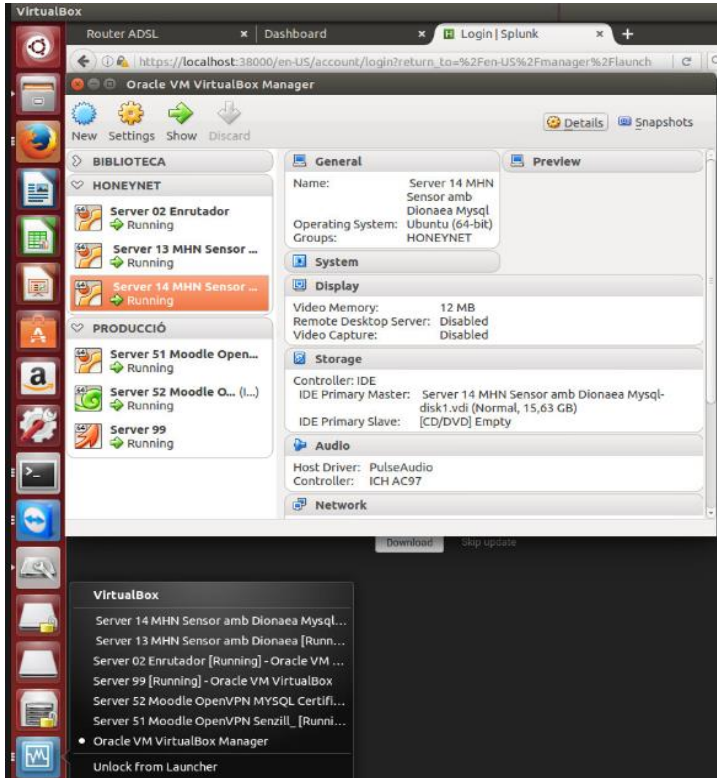 VirtualBox
Router ADSL
Dashboard
Login | Splunk
https://localhost:38000/en-US/account/login?return_to=%2Fen-US%2Fmanager%2Flaunch
Oracle VM VirtualBox Manager
New
Settings
Show
Discard
Details
Snapshots
BIBLIOTECA
HONEYNET
Server 02 Enrutador
Running
Server 13 MHN Sensor ...
Running
Server 14 MHN Sensor ...
Running
PRODUCCIÓ
Server 51 Moodle Open...
Running
Server 52 Moodle O... (I...)
Running
Server 99
Running
General
Name: Server 14 MHN
Sensor amb
Dionaea Mysql
Operating System: Ubuntu (64-bit)
Groups: HONEYNET
Preview
System
Display
Video Memory: 12 MB
Remote Desktop Server: Disabled
Video Capture: Disabled
Storage
Controller: IDE
IDE Primary Master: Server 14 MHN Sensor amb Dionaea Mysql-
disk1.vdi (Normal, 15,63 GB)
IDE Primary Slave: [CD/DVD] Empty
Audio
Host Driver: PulseAudio
Controller: ICH AC97
Network
Download
Skip update
VirtualBox
Server 14 MHN Sensor amb Dionaea Mysql...
Server 13 MHN Sensor amb Dionaea [Runn...
Server 02 Enrutador [Running] - Oracle VM ...
Server 99 [Running] - Oracle VM VirtualBox
Server 52 Moodle OpenVPN MYSQL Certifi...
Server 51 Moodle OpenVPN Senzill_ [Runni...
Oracle VM VirtualBox Manager
Unlock from Launcher